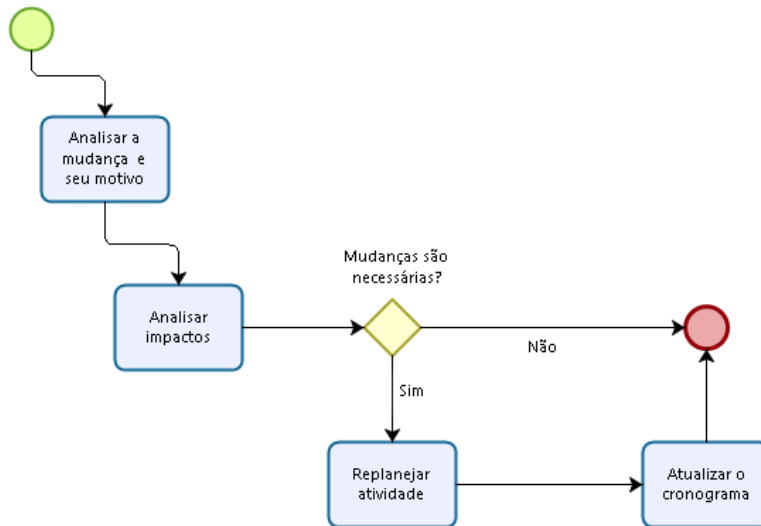 Analisar a
mudança e
seu motivo
Mudanças são
necessárias?
Analisar
impactos
Não
Sim
Replanejar
atividade
Atualizar o
cronograma